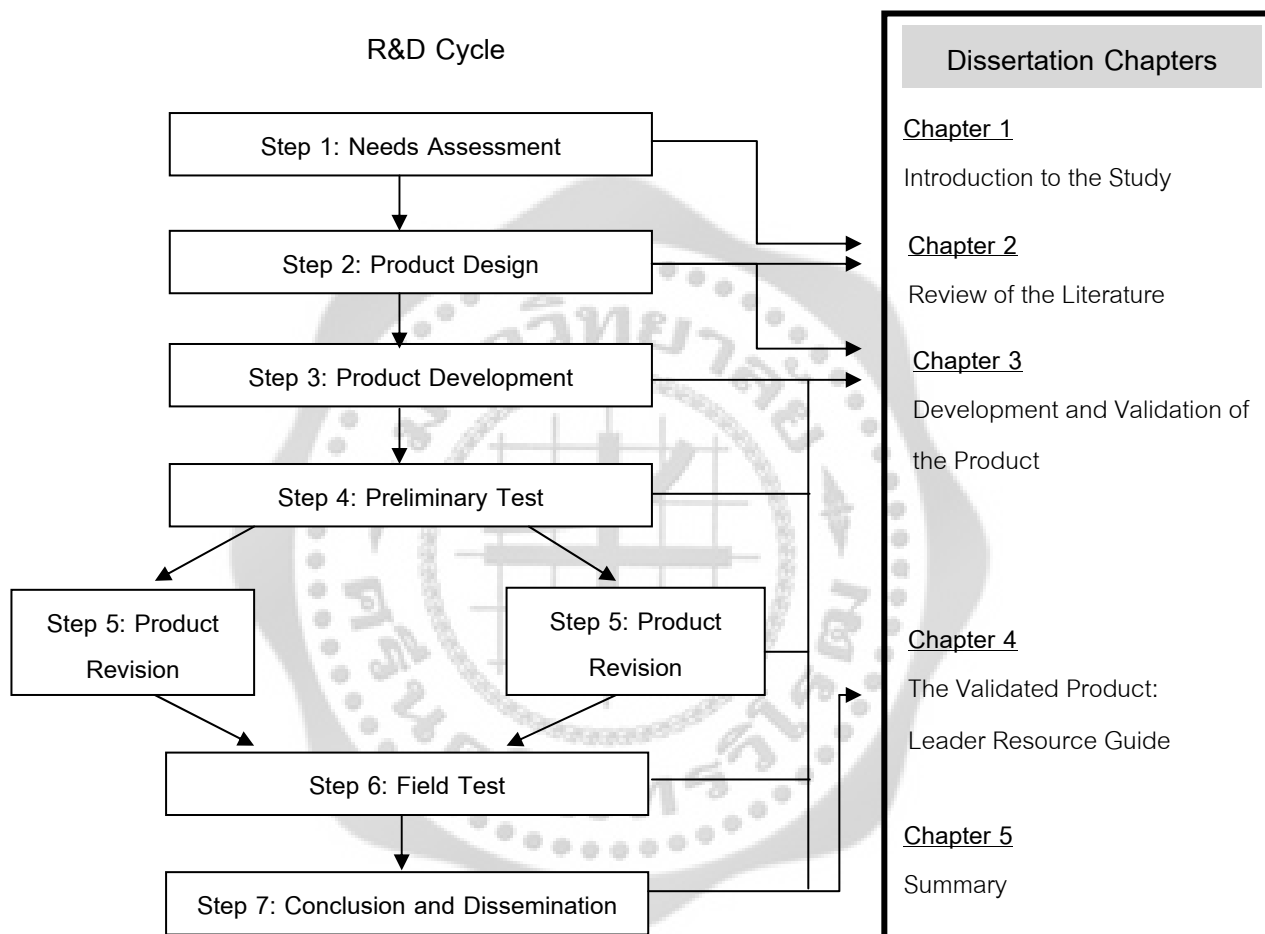 R&D Cycle
Step 1: Needs Assessment
Step 2: Product Design
Step 3: Product Development
Step 4: Preliminary Test
Step 5: Product
Revision
Step 5: Product
Revision
Step 6: Field Test
Step 7: Conclusion and Dissemination
Dissertation Chapters
Chapter 1
Introduction to the Study
Chapter 2
Review of the Literature
Chapter 3
Development and Validation of
the Product
Chapter 4
The Validated Product:
Leader Resource Guide
Chapter 5
Summary